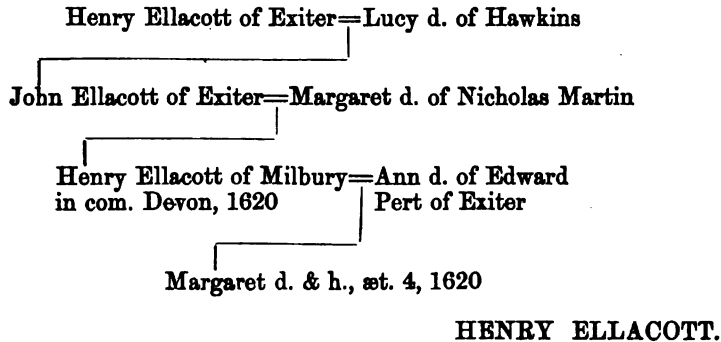 Henry Ellacott of Exiter=Lucy d. of Hawkins
John Ellacott of Exiter=Margaret d. of Nicholas Martin
Henry Ellacott of Milbury=Ann d. of Edward
in com. Devon, 1620 Pert of Exiter
Margaret d. & h., æt. 4, 1620
HENRY ELLACOTT.